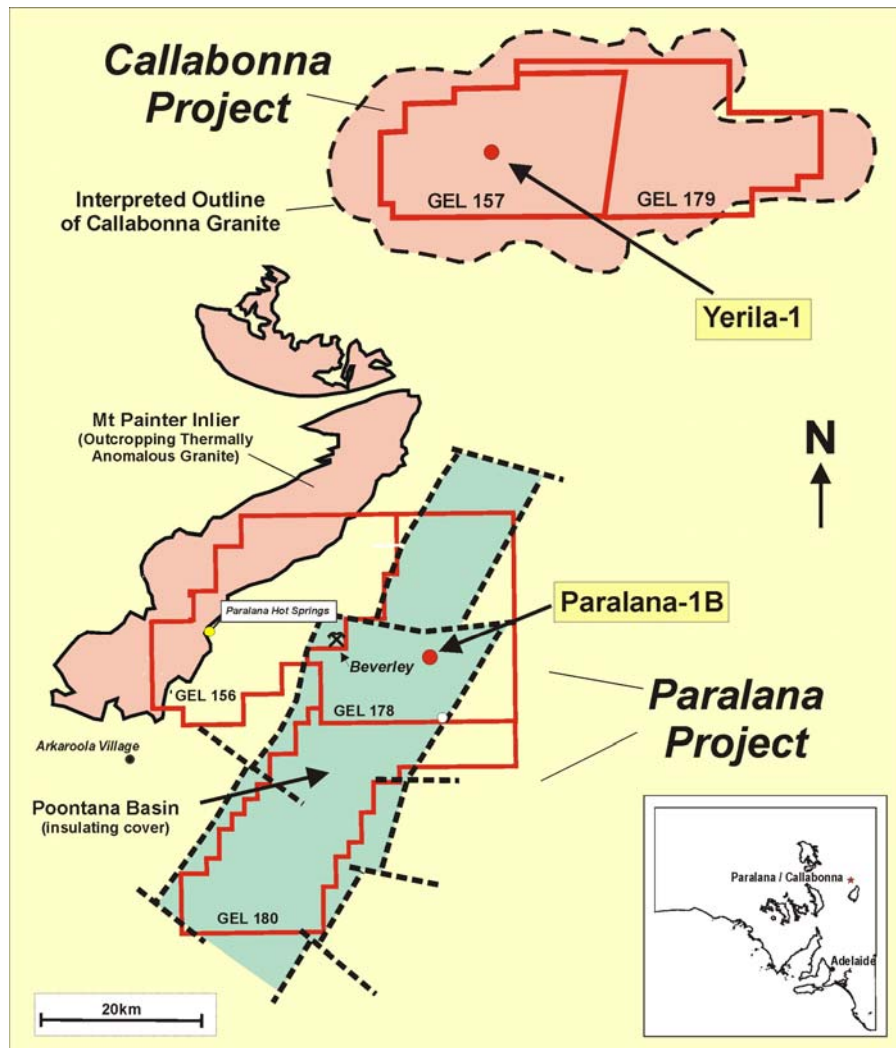 Callabonna
Project
Interpreted Outline
of Callabonna Granite
GEL 157
GEL 179
Yerila-1
Mt Painter Inlier
(Outcropping Thermally
Anomalous Granite)
N
Paralana Hot Springs
Paralana-1B
Beverley
'GEL 156
GEL 178
Paralana
Project
Arkaroola Village
Poontana Basin
(insulating cover)
GEL 180
20km
Paralana / Callabonna
Adelaide